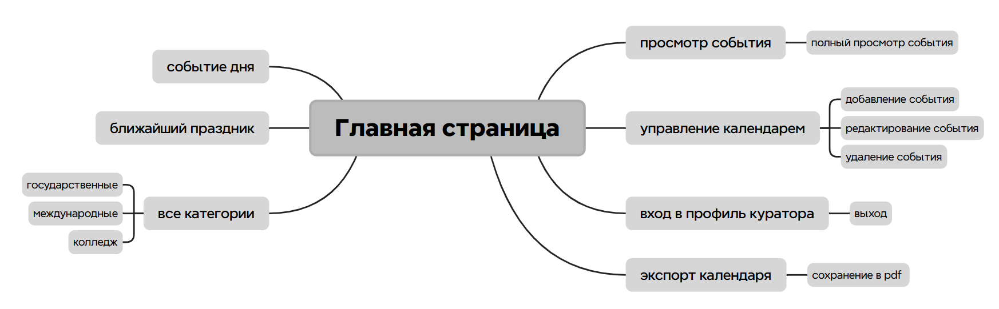 Главная страница
событие дня
ближайший праздник
все категории
государственные
международные
колледж
просмотр события
полный просмотр события
управление календарем
добавление события
редактирование события
удаление события
вход в профиль куратора
выход
экспорт календаря
сохранение в pdf